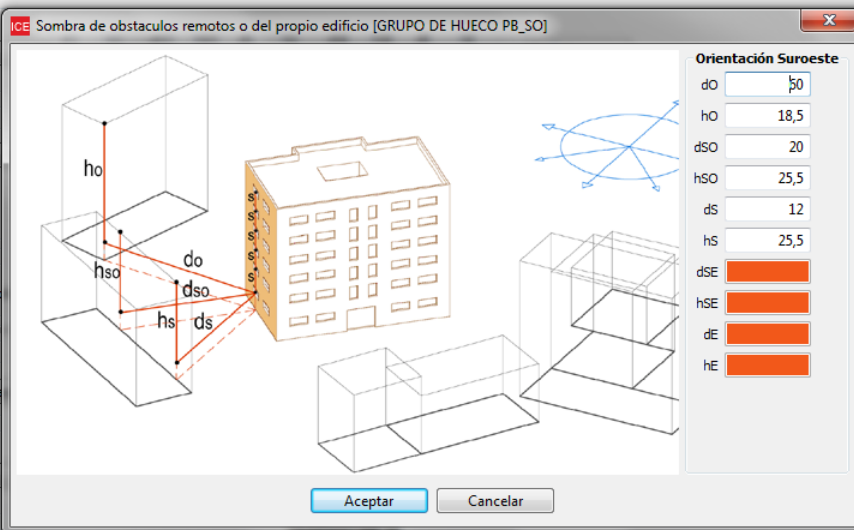 ICE Sombra de obstaculos remotos o del propio edificio [GRUPO DE HUECO PB_SO]
x
Orientación Suroeste
dO 50
hO 18,5
dSO 20
hSO 25,5
dS 12
hS 25,5
dSE
hSE
dE
hE
ho
hso
do
dso
hs
ds
s
s
s
s
s
s
Aceptar
Cancelar